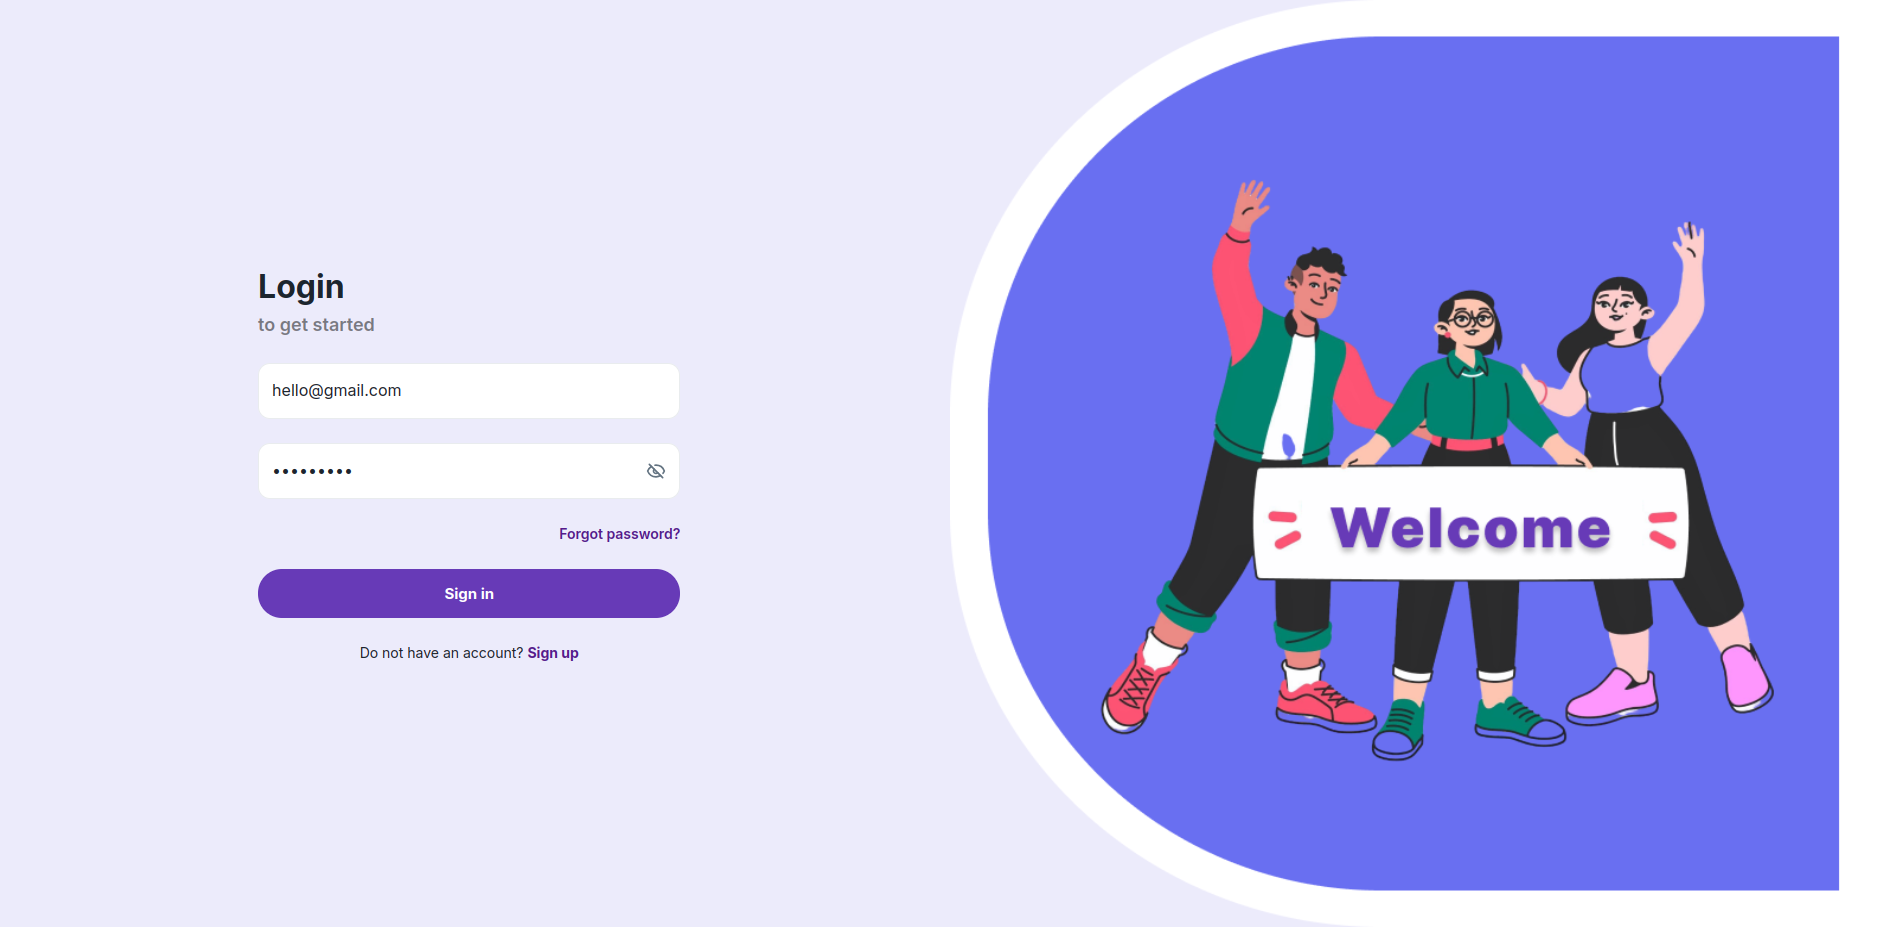 Login
to get started
hello@gmail.com
•••••••••
Forgot password?
Sign in
Do not have an account? Sign up
Welcome